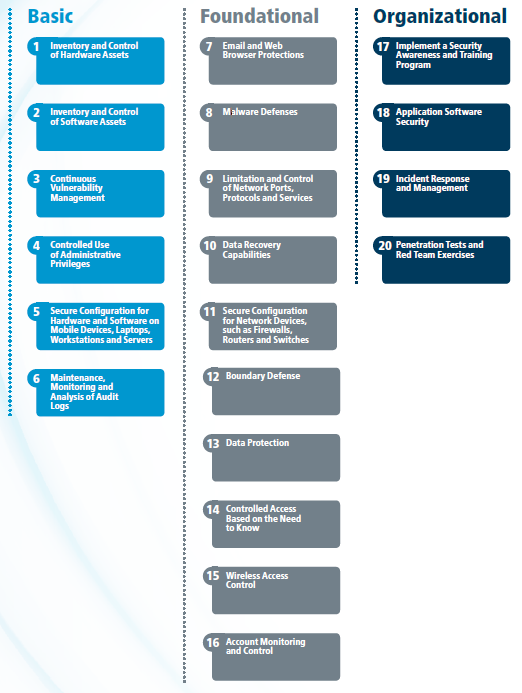 Basic
1 Inventory and Control
of Hardware Assets
2 Inventory and Control
of Software Assets
3 Continuous
Vulnerability
Management
4 Controlled Use
of Administrative
Privileges
5 Secure Configuration for
Hardware and Software on
Mobile Devices, Laptops,
Workstations and Servers
6 Maintenance,
Monitoring and
Analysis of Audit
Logs
Foundational
7 Email and Web
Browser Protections
8 Malware Defenses
9 Limitation and Control
of Network Ports,
Protocols and Services
10 Data Recovery
Capabilities
11 Secure Configuration
for Network Devices,
such as Firewalls,
Routers and Switches
12 Boundary Defense
13 Data Protection
14 Controlled Access
Based on the Need
to Know
15 Wireless Access
Control
16 Account Monitoring
and Control
Organizational
17 Implement a Security
Awareness and Training
Program
18 Application Software
Security
19 Incident Response
and Management
20 Penetration Tests and
Red Team Exercises